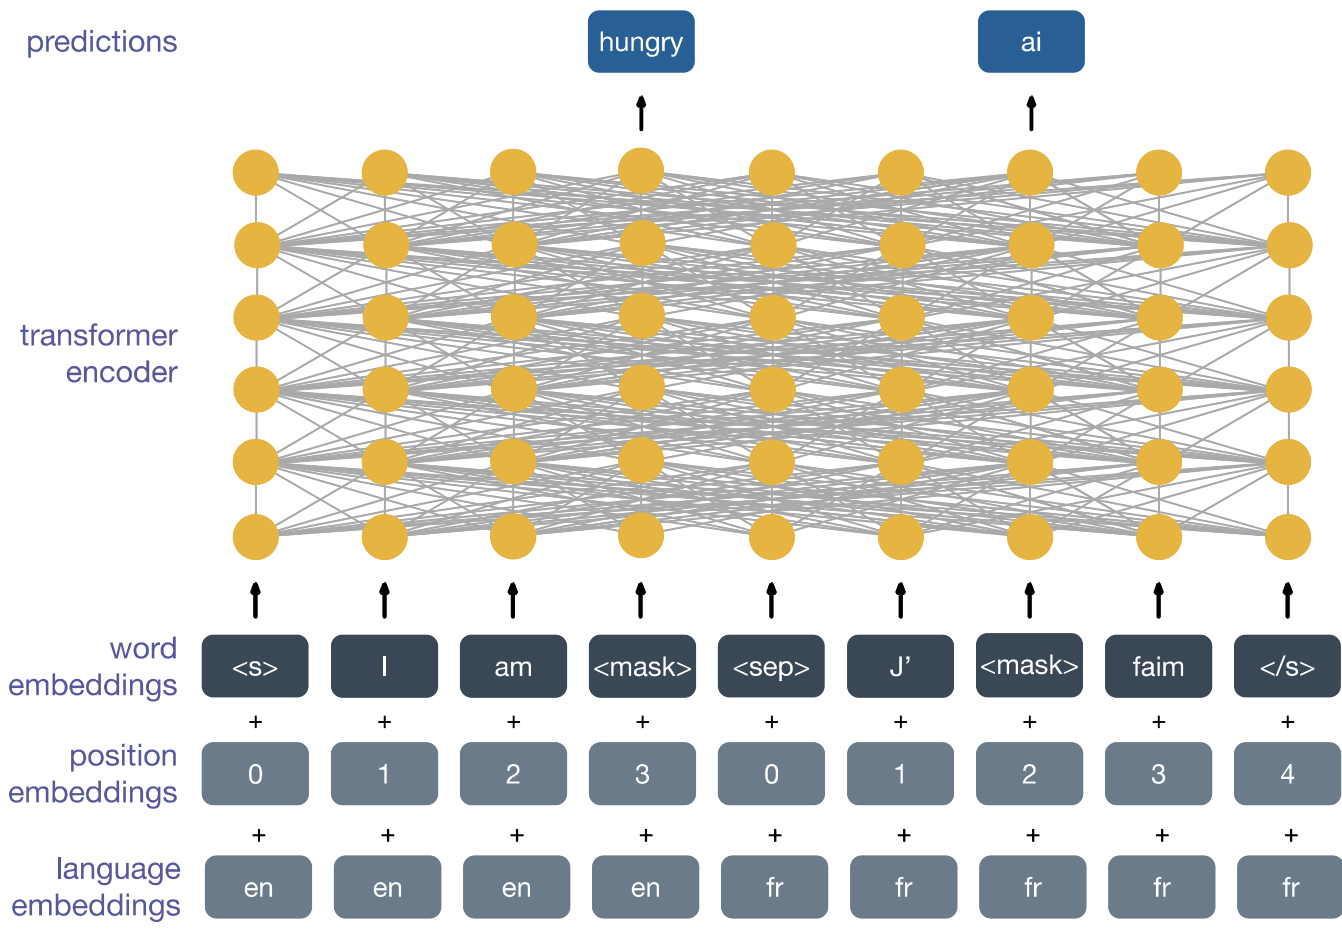 predictions
hungry
ai
transformer
encoder
word
embeddings
<s> I am <mask> <sep> J’ <mask> faim </s>
+ + + + + + + + +
position
embeddings
0 1 2 3 0 1 2 3 4
+ + + + + + + + +
language
embeddings
en en en en fr fr fr fr fr